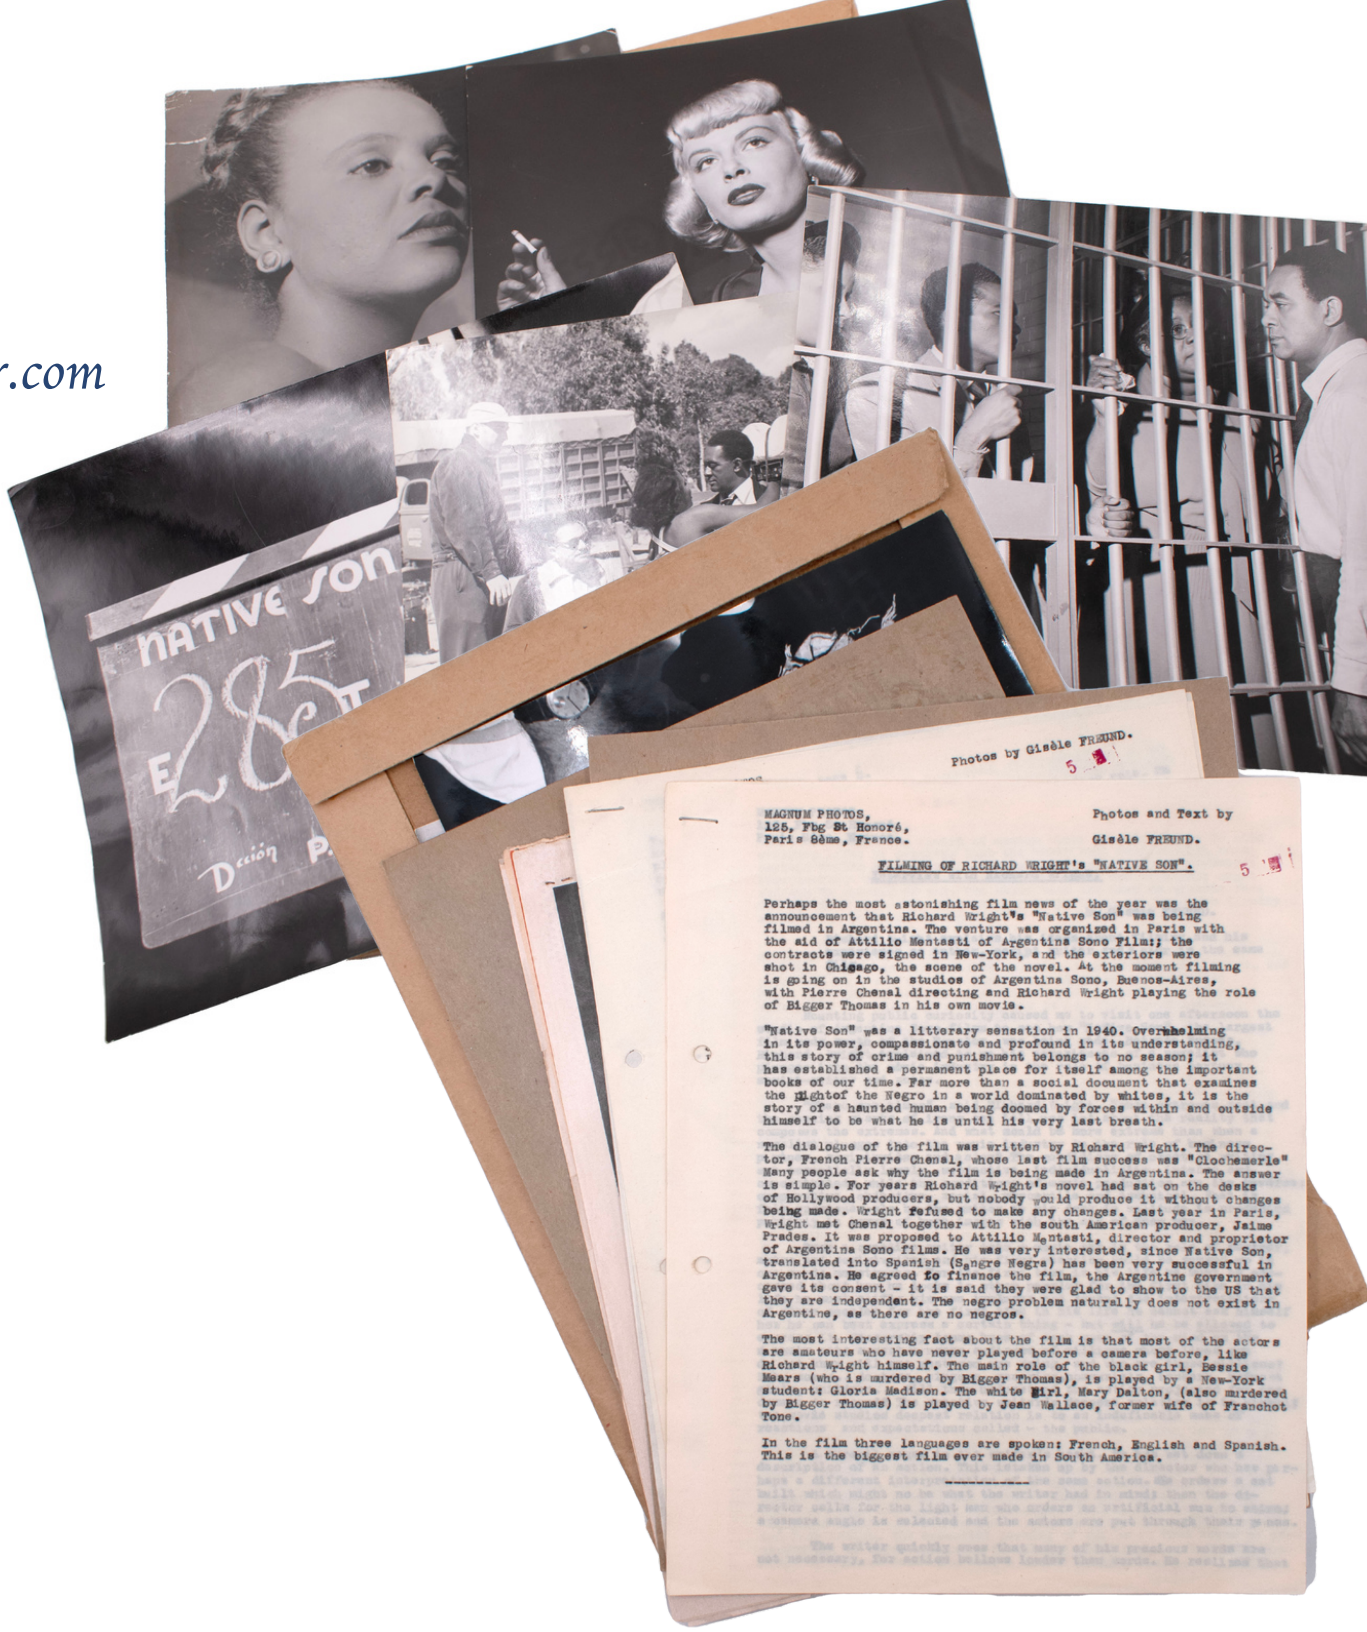 r.com
NATIVE SON
285
E
T
Dcción
P.
Photos by Gisèle FREUND.
5
MAGNUM PHOTOS,
125, Fbg St Honoré,
Paris 8ème, France.
Photos and Text by
Gisèle FREUND.
5
FILMING OF RICHARD WRIGHT's "NATIVE SON".
Perhaps the most astonishing film news of the year was the
announcement that Richard Wright's "Native Son" was being
filmed in Argentina. The venture was organized in Paris with
the aid of Attilio Mentasti of Argentina Sono Film:; the
contracts were signed in New-York, and the exteriors were
shot in Chicago, the scene of the novel. At the moment filming
is going on in the studios of Argentina Sono, Buenos-Aires,
with Pierre Chenal directing and Richard Wright playing the role
of Bigger Thomas in his own movie.
"Native Son" was a litterary sensation in 1940. Overwhelming
in its power, compassionate and profound in its understanding,
this story of crime and punishment belongs to no season; it
has established a permanent place for itself among the important
books of our time. Far more than a social document that examines
the plightof the Negro in a world dominated by whites, it is the
story of a haunted human being doomed by forces within and outside
himself to be what he is until his very last breath.
The dialogue of the film was written by Richard Wright. The direc-
tor, French Pierre Chenal, whose last film success was "Clochemerle"
Many people ask why the film is being made in Argentina. The answer
is simple. For years Richard Wright's novel had sat on the desks
of Hollywood producers, but nobody would produce it without changes
being made. Wright refused to make any changes. Last year in Paris,
Wright met Chenal together with the south American producer, Jaime
Prades. It was proposed to Attilio Mentasti, director and proprietor
of Argentina Sono films. He was very interested, since Native Son,
translated into Spanish (Sangre Negra) has been very successful in
Argentina. He agreed to finance the film, the Argentine government
gave its consent - it is said they were glad to show to the US that
they are independent. The negro problem naturally does not exist in
Argentine, as there are no negros.
The most interesting fact about the film is that most of the actors
are amateurs who have never played before a camera before, like
Richard Wright himself. The main role of the black girl, Bessie
Mears (who is murdered by Bigger Thomas), is played by a New-York
student: Gloria Madison. The white girl, Mary Dalton, (also murdered
by Bigger Thomas) is played by Jean Wallace, former wife of Franchot
Tone.
In the film three languages are spoken: French, English and Spanish.
This is the biggest film ever made in South America.